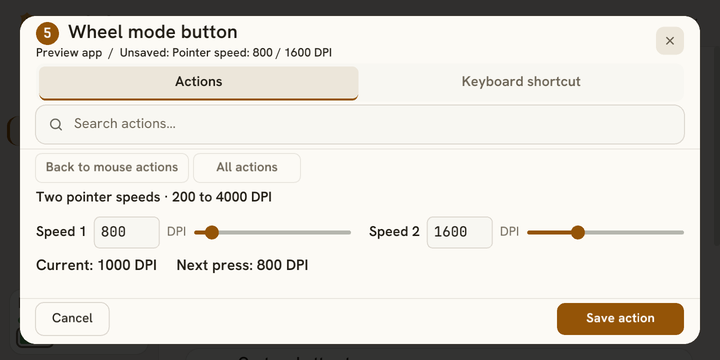 5 Wheel mode button
Preview app / Unsaved: Pointer speed: 800 / 1600 DPI
Actions Keyboard shortcut
Search actions...
Back to mouse actions All actions
Two pointer speeds · 200 to 4000 DPI
Speed 1 800 DPI Speed 2 1600 DPI
Current: 1000 DPI Next press: 800 DPI
Cancel Save action